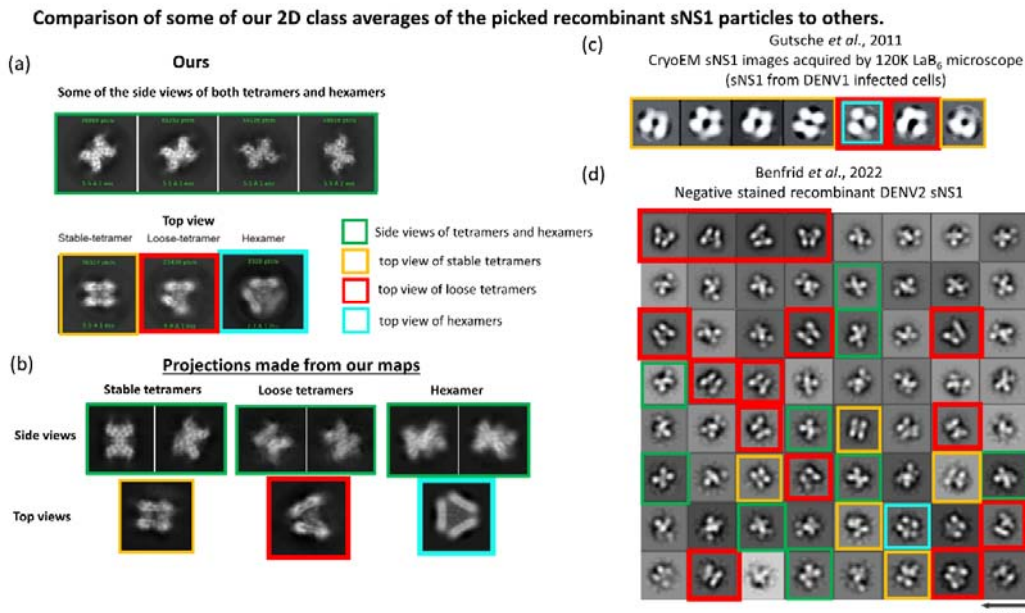 Comparison of some of our 2D class averages of the picked recombinant sNS1 particles to others.
(a)
Ours
Some of the side views of both tetramers and hexamers
Top view
Stable-tetramer
Loose-tetramer
Hexamer
Side views of tetramers and hexamers
top view of stable tetramers
top view of loose tetramers
top view of hexamers
(b)
Projections made from our maps
Stable tetramers
Loose tetramers
Hexamer
Side views
Top views
(c)
Gutsche et al., 2011
CryoEM sNS1 images acquired by 120K LaB6 microscope
(sNS1 from DENV1 infected cells)
(d)
Benfrid et al., 2022
Negative stained recombinant DENV2 sNS1